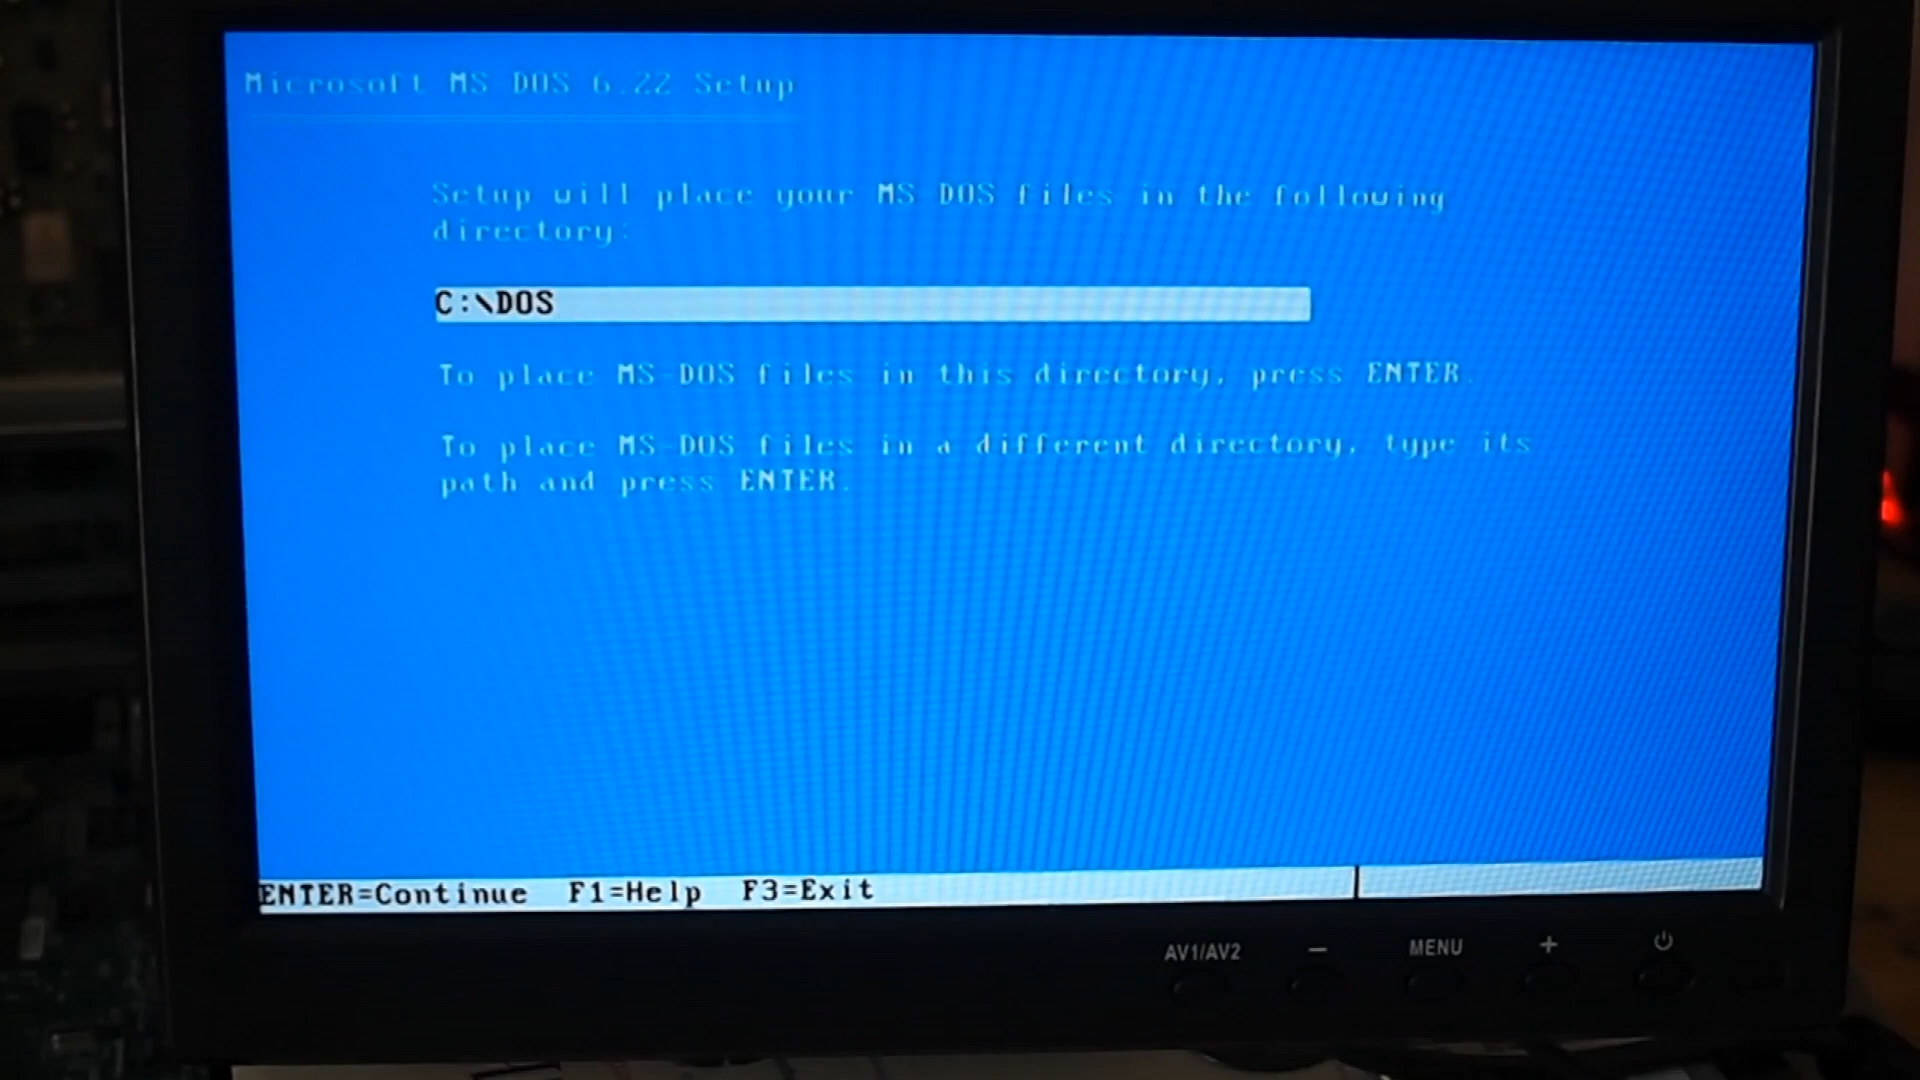 Microsoft MS-DOS 6.22 Setup
Setup will place your MS-DOS files in the following
directory:
C:\DOS
To place MS-DOS files in this directory, press ENTER.
To place MS-DOS files in a different directory, type its
path and press ENTER.
ENTER=Continue F1=Help F3=Exit
AV1/AV2 − MENU +